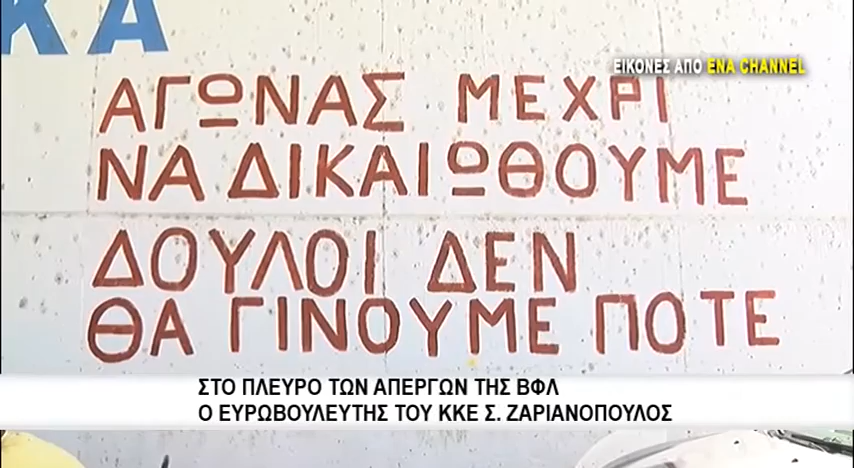 ΚΑ
ΕΙΚΟΝΕΣ ΑΠΟ ΕΝΑ CHANNEL
ΑΓΩΝΑΣ ΜΕΧΡΙ
ΝΑ ΔΙΚΑΙΩΘΟΥΜΕ
ΔΟΥΛΟΙ ΔΕΝ
ΘΑ ΓΙΝΟΥΜΕ ΠΟΤΕ
ΣΤΟ ΠΛΕΥΡΟ ΤΩΝ ΑΠΕΡΓΩΝ ΤΗΣ ΒΦΛ
Ο ΕΥΡΩΒΟΥΛΕΥΤΗΣ ΤΟΥ ΚΚΕ Σ. ΖΑΡΙΑΝΟΠΟΥΛΟΣ